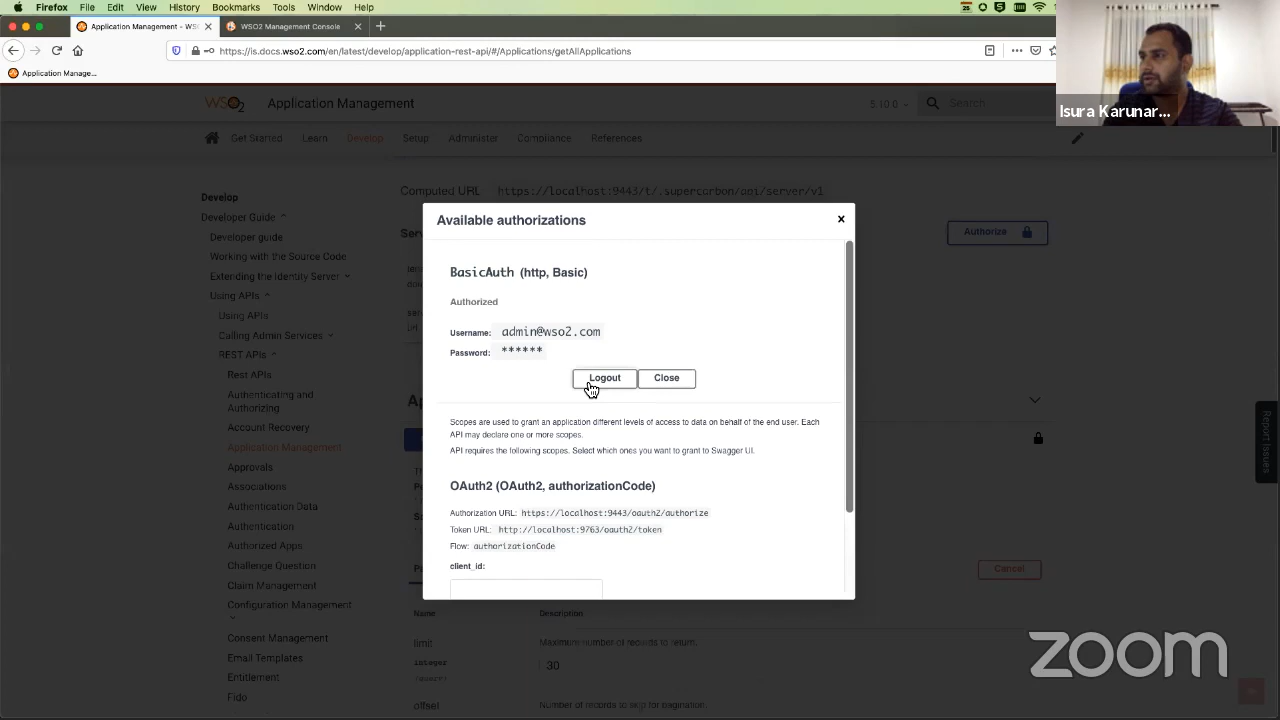 Firefox File Edit View History Bookmarks Tools Window Help
Application Management - WS
WSO2 Management Console
https://is.docs.wso2.com/en/latest/develop/application-rest-api/#/Applications/getAllApplications
Application Manage...
Isura Karunar...
WSO2 Application Management
5.10.0
Search
Get Started Learn Develop Setup Administer Compliance References
Computed URL https://localhost:9443/t/.supercarbon/api/server/v1
Develop
Developer Guide
Developer guide
Working with the Source Code
Extending the Identity Server
Using APIs
Using APIs
Calling Admin Services
REST APIs
Rest APIs
Authenticating and
Authorizing
Account Recovery
Application Management
Approvals
Associations
Authentication Data
Authentication
Authorized Apps
Challenge Question
Claim Management
Configuration Management
Consent Management
Email Templates
Entitlement
Fido
Authorize
Available authorizations
BasicAuth (http, Basic)
Authorized
Username: admin@wso2.com
Password: ******
Logout Close
Scopes are used to grant an application different levels of access to data on behalf of the end user. Each
API may declare one or more scopes.
API requires the following scopes. Select which ones you want to grant to Swagger UI.
OAuth2 (OAuth2, authorizationCode)
Authorization URL: https://localhost:9443/oauth2/authorize
Token URL: http://localhost:9763/oauth2/token
Flow: authorizationCode
client_id:
Report Issues
Cancel
Name Description
limit Maximum number of records to return.
integer
30
offset Number of records to skip for pagination.
zoom